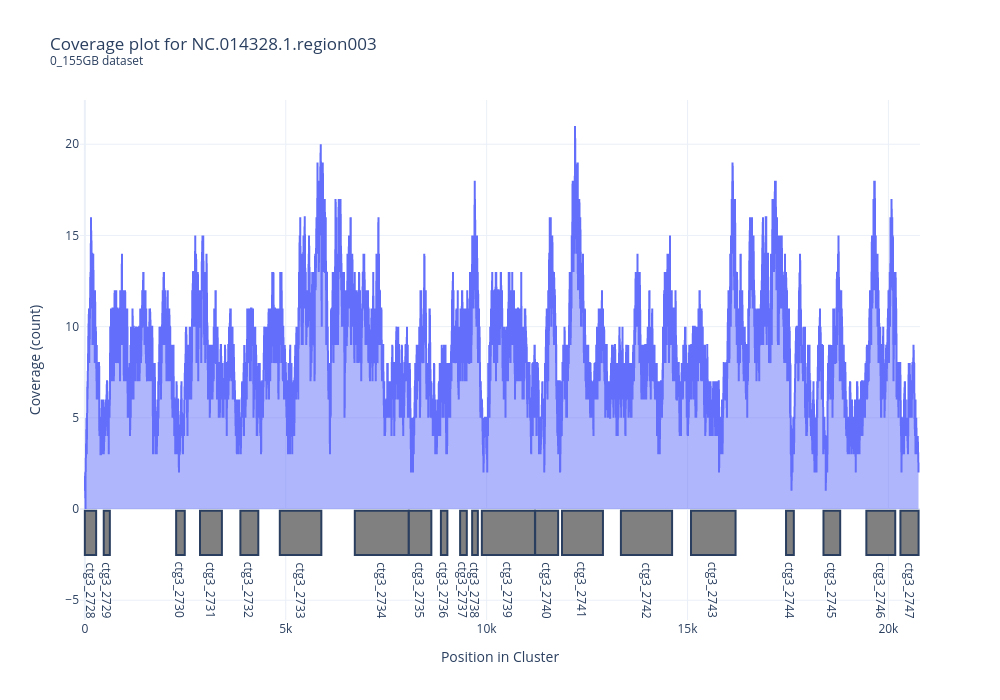 Coverage plot for NC.014328.1.region003
0_155GB dataset
Coverage (count)
20
15
10
5
0
−5
ctg3_2728
ctg3_2729
ctg3_2730
ctg3_2731
ctg3_2732
ctg3_2733
ctg3_2734
ctg3_2735
ctg3_2736
ctg3_2737
ctg3_2738
ctg3_2739
ctg3_2740
ctg3_2741
ctg3_2742
ctg3_2743
ctg3_2744
ctg3_2745
ctg3_2746
ctg3_2747
0 5k 10k 15k 20k
Position in Cluster